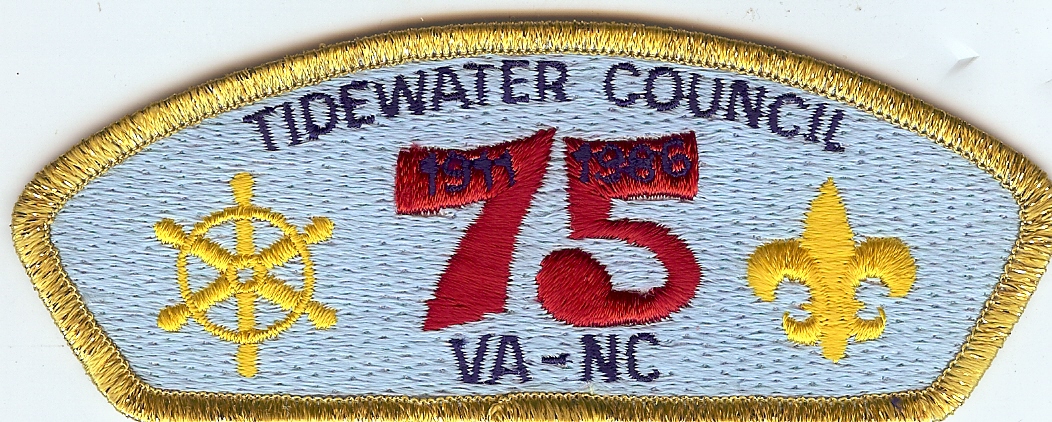 TIDEWATER COUNCIL
1911 1986
75
VA-NC